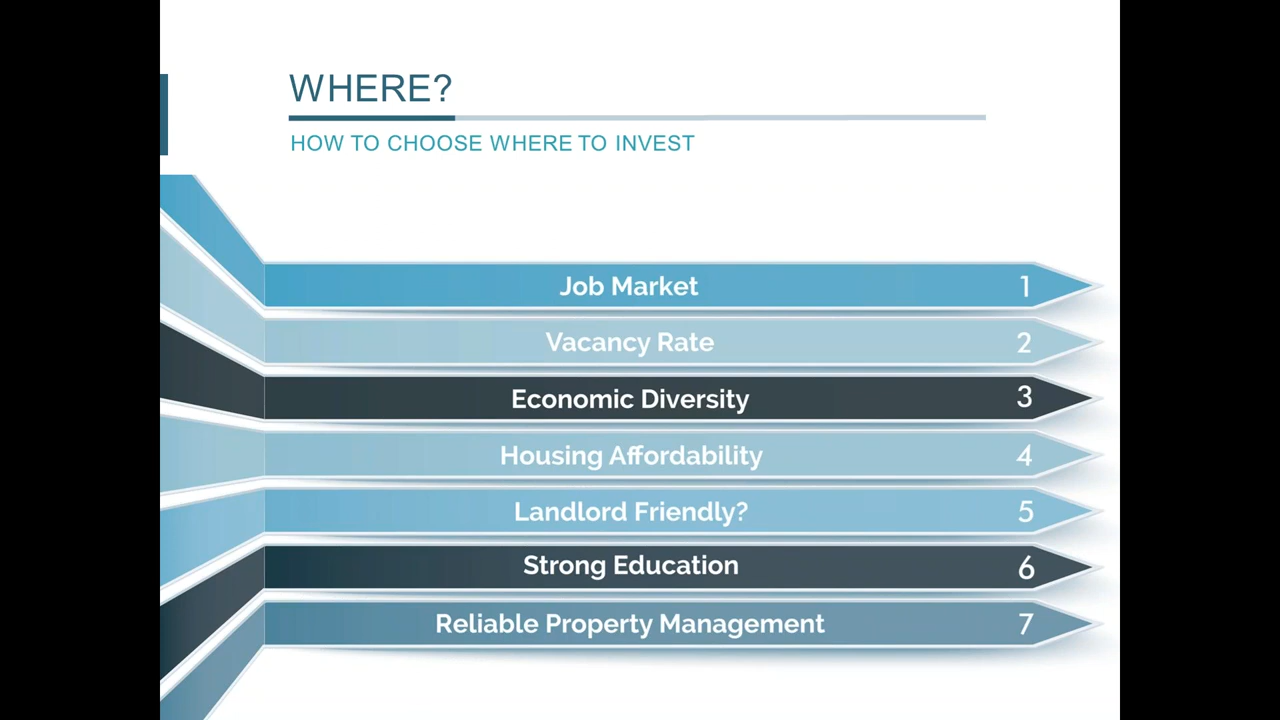 WHERE?
HOW TO CHOOSE WHERE TO INVEST
Job Market 1
Vacancy Rate 2
Economic Diversity 3
Housing Affordability 4
Landlord Friendly? 5
Strong Education 6
Reliable Property Management 7